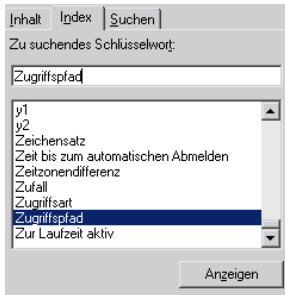 Inhalt Index Suchen
Zu suchendes Schlüsselwort:
Zugriffspfad
y1
y2
Zeichensatz
Zeit bis zum automatischen Abmelden
Zeitzonendifferenz
Zufall
Zugriffsart
Zugriffspfad
Zur Laufzeit aktiv
Anzeigen